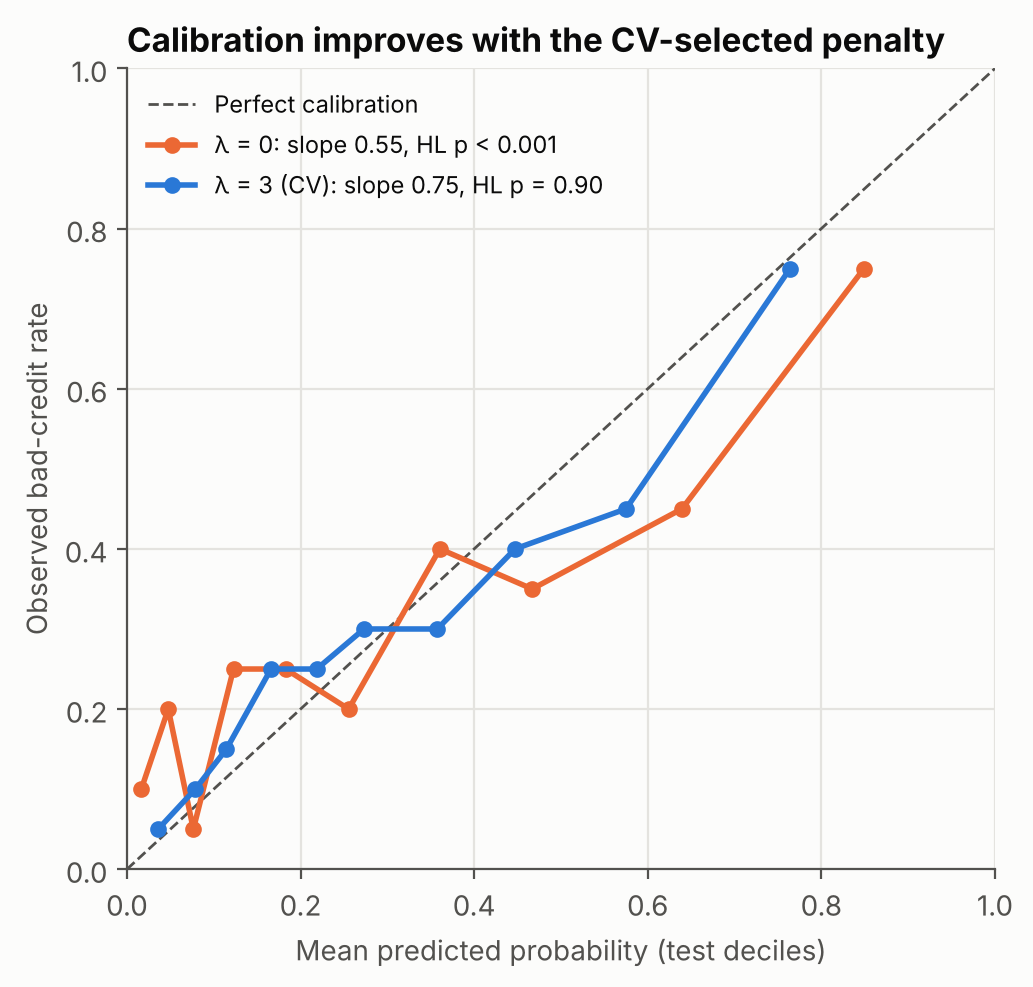 Calibration improves with the CV-selected penalty
Perfect calibration
λ = 0: slope 0.55, HL p < 0.001
λ = 3 (CV): slope 0.75, HL p = 0.90
Observed bad-credit rate
1.0
0.8
0.6
0.4
0.2
0.0
0.0 0.2 0.4 0.6 0.8 1.0
Mean predicted probability (test deciles)